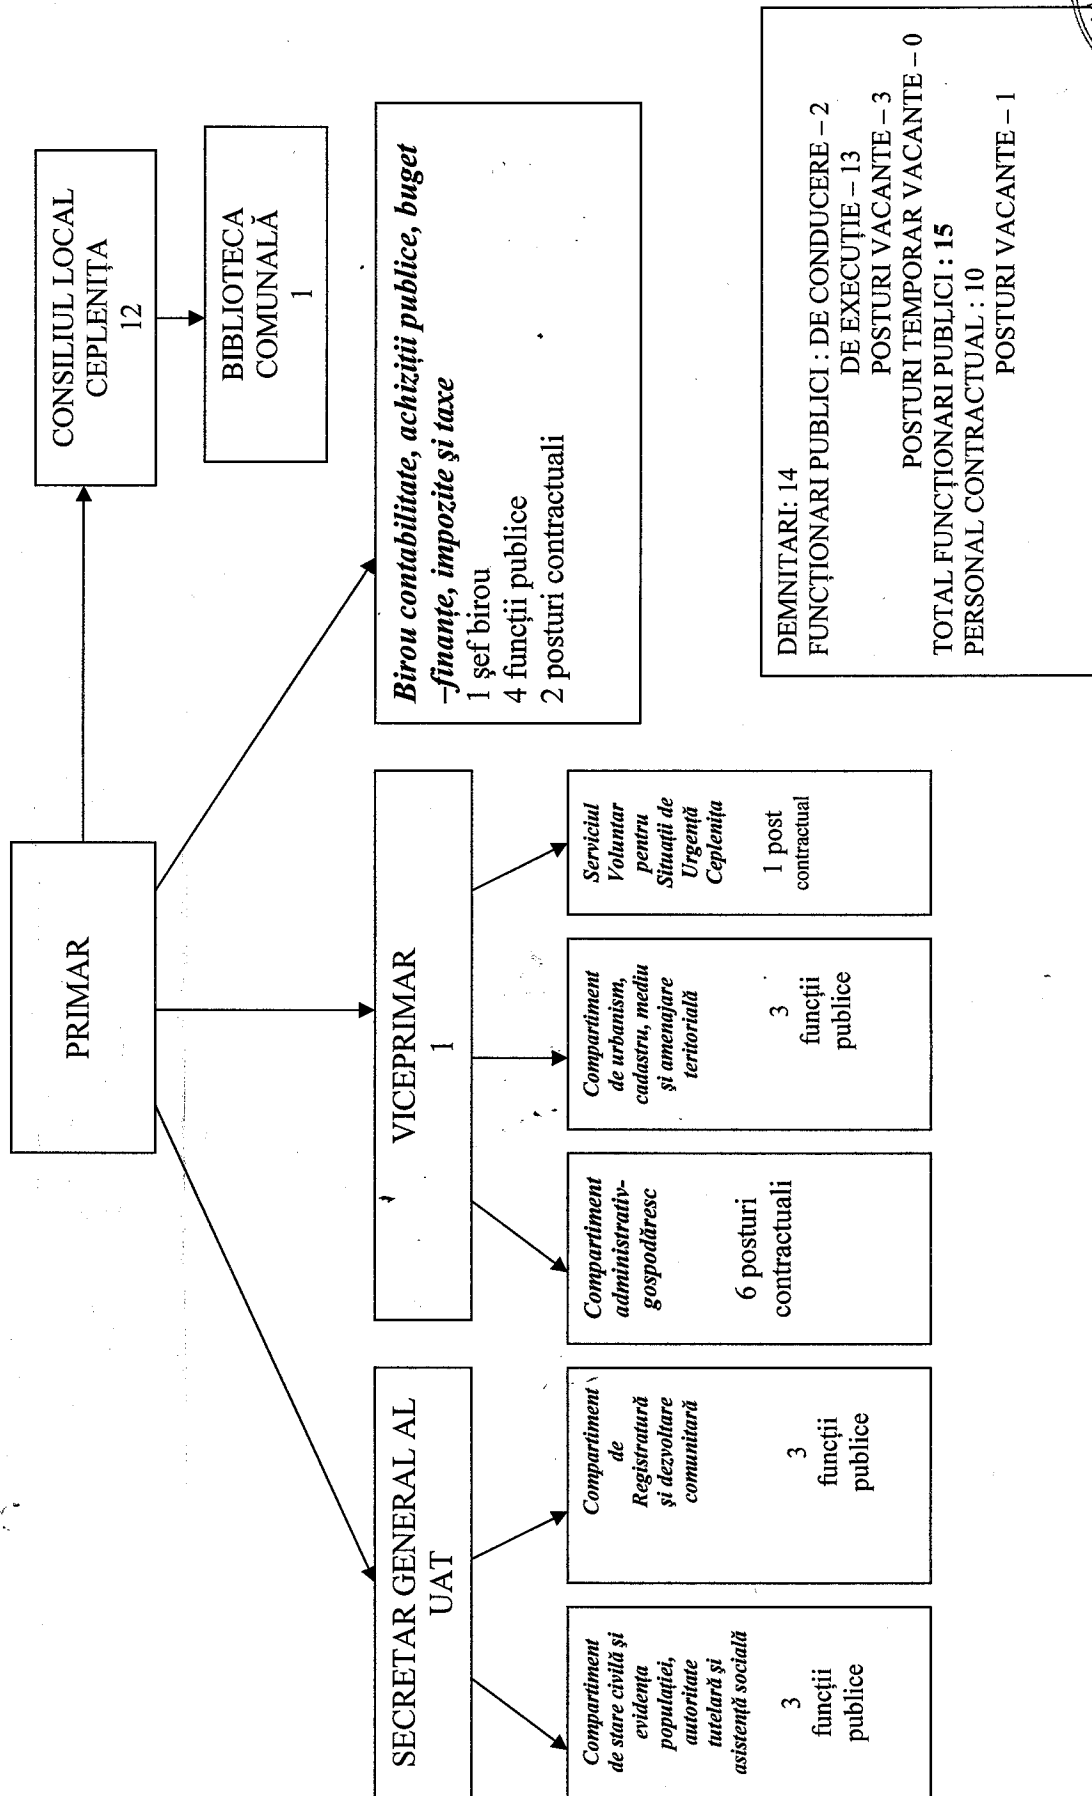 PRIMAR
CONSILIUL LOCAL
CEPLENIȚA
12
BIBLIOTECA
COMUNALĂ
1
SECRETAR GENERAL AL
UAT
VICEPRIMAR
1
Birou contabilitate, achiziții publice, buget
–finanțe, impozite și taxe
1 șef birou
4 funcții publice
2 posturi contractuali
Compartiment
de stare civilă și
evidența
populației,
autoritate
tutelară și
asistență socială
3
funcții
publice
Compartiment
de
Registratură
și dezvoltare
comunitară
3
funcții
publice
Compartiment
administrativ-
gospodăresc
6 posturi
contractuali
Compartiment
de urbanism,
cadastru, mediu
și amenajare
teritorială
3
funcții
publice
Serviciul
Voluntar
pentru
Situații de
Urgență
Ceplenița
1 post
contractual
DEMNITARI: 14
FUNCȚIONARI PUBLICI : DE CONDUCERE – 2
DE EXECUȚIE – 13
POSTURI VACANTE – 3
POSTURI TEMPORAR VACANTE – 0
TOTAL FUNCȚIONARI PUBLICI : 15
PERSONAL CONTRACTUAL : 10
POSTURI VACANTE – 1